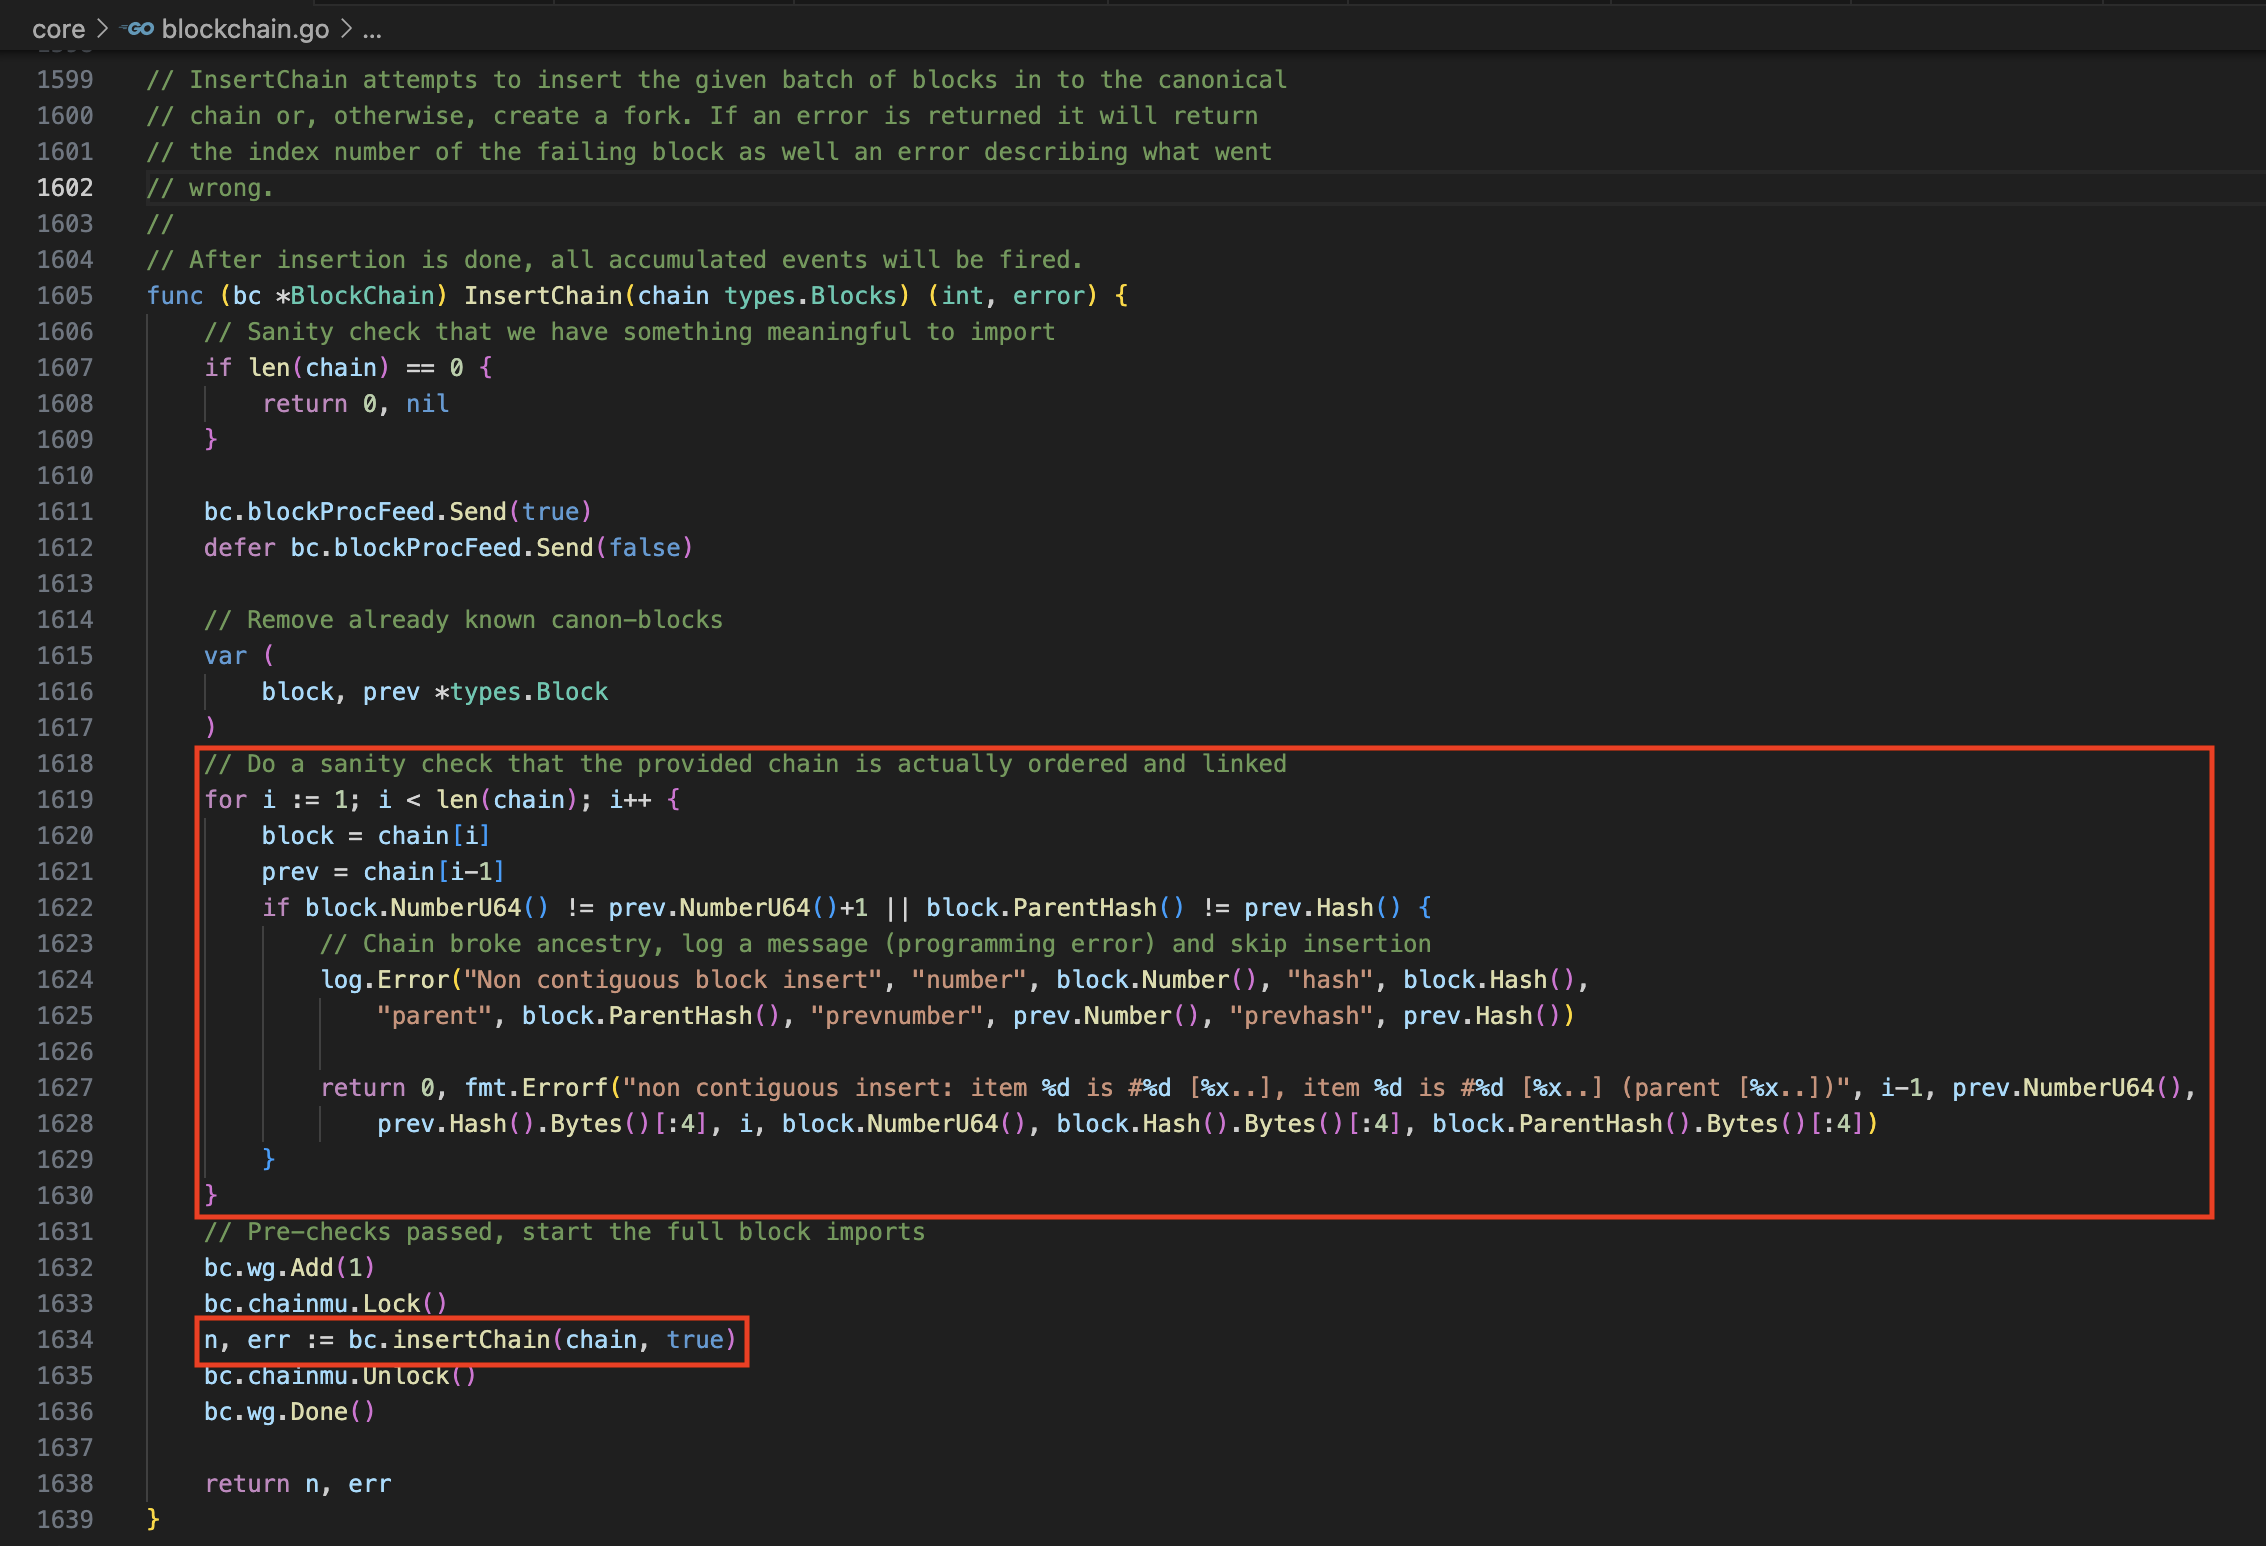 core > GO blockchain.go > ...
1599 // InsertChain attempts to insert the given batch of blocks in to the canonical
1600 // chain or, otherwise, create a fork. If an error is returned it will return
1601 // the index number of the failing block as well an error describing what went
1602 // wrong.
1603 //
1604 // After insertion is done, all accumulated events will be fired.
1605 func (bc *BlockChain) InsertChain(chain types.Blocks) (int, error) {
1606 // Sanity check that we have something meaningful to import
1607 if len(chain) == 0 {
1608 return 0, nil
1609 }
1610
1611 bc.blockProcFeed.Send(true)
1612 defer bc.blockProcFeed.Send(false)
1613
1614 // Remove already known canon-blocks
1615 var (
1616 block, prev *types.Block
1617 )
1618 // Do a sanity check that the provided chain is actually ordered and linked
1619 for i := 1; i < len(chain); i++ {
1620 block = chain[i]
1621 prev = chain[i-1]
1622 if block.NumberU64() != prev.NumberU64()+1 || block.ParentHash() != prev.Hash() {
1623 // Chain broke ancestry, log a message (programming error) and skip insertion
1624 log.Error("Non contiguous block insert", "number", block.Number(), "hash", block.Hash(),
1625 "parent", block.ParentHash(), "prevnumber", prev.Number(), "prevhash", prev.Hash())
1626
1627 return 0, fmt.Errorf("non contiguous insert: item %d is #%d [%x..], item %d is #%d [%x..] (parent [%x..])", i-1, prev.NumberU64(),
1628 prev.Hash().Bytes()[:4], i, block.NumberU64(), block.Hash().Bytes()[:4], block.ParentHash().Bytes()[:4])
1629 }
1630 }
1631 // Pre-checks passed, start the full block imports
1632 bc.wg.Add(1)
1633 bc.chainmu.Lock()
1634 n, err := bc.insertChain(chain, true)
1635 bc.chainmu.Unlock()
1636 bc.wg.Done()
1637
1638 return n, err
1639 }